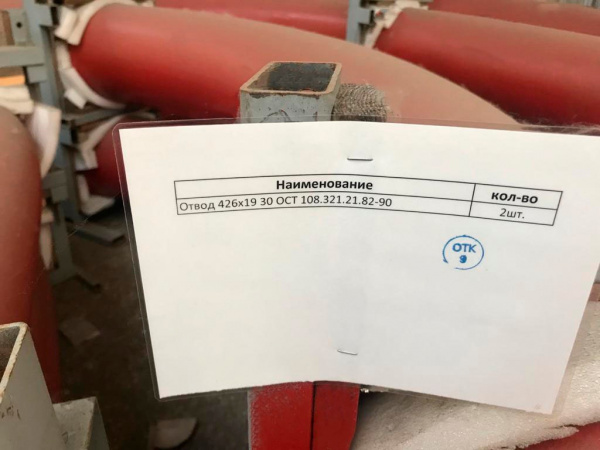 Наименование кол-во
Отвод 426х19 30 ОСТ 108.321.21.82-90 2шт.
ОТК
9